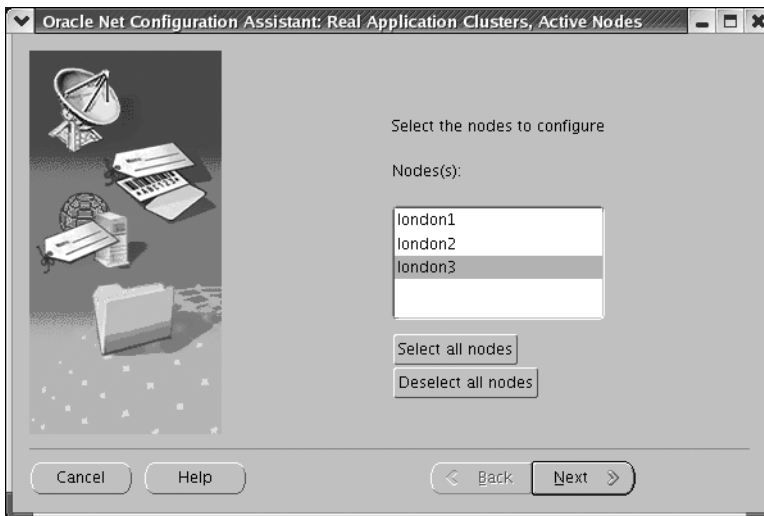 Oracle Net Configuration Assistant: Real Application Clusters, Active Nodes
Select the nodes to configure
Nodes(s):
london1
london2
london3
Select all nodes
Deselect all nodes
Cancel
Help
Back
Next